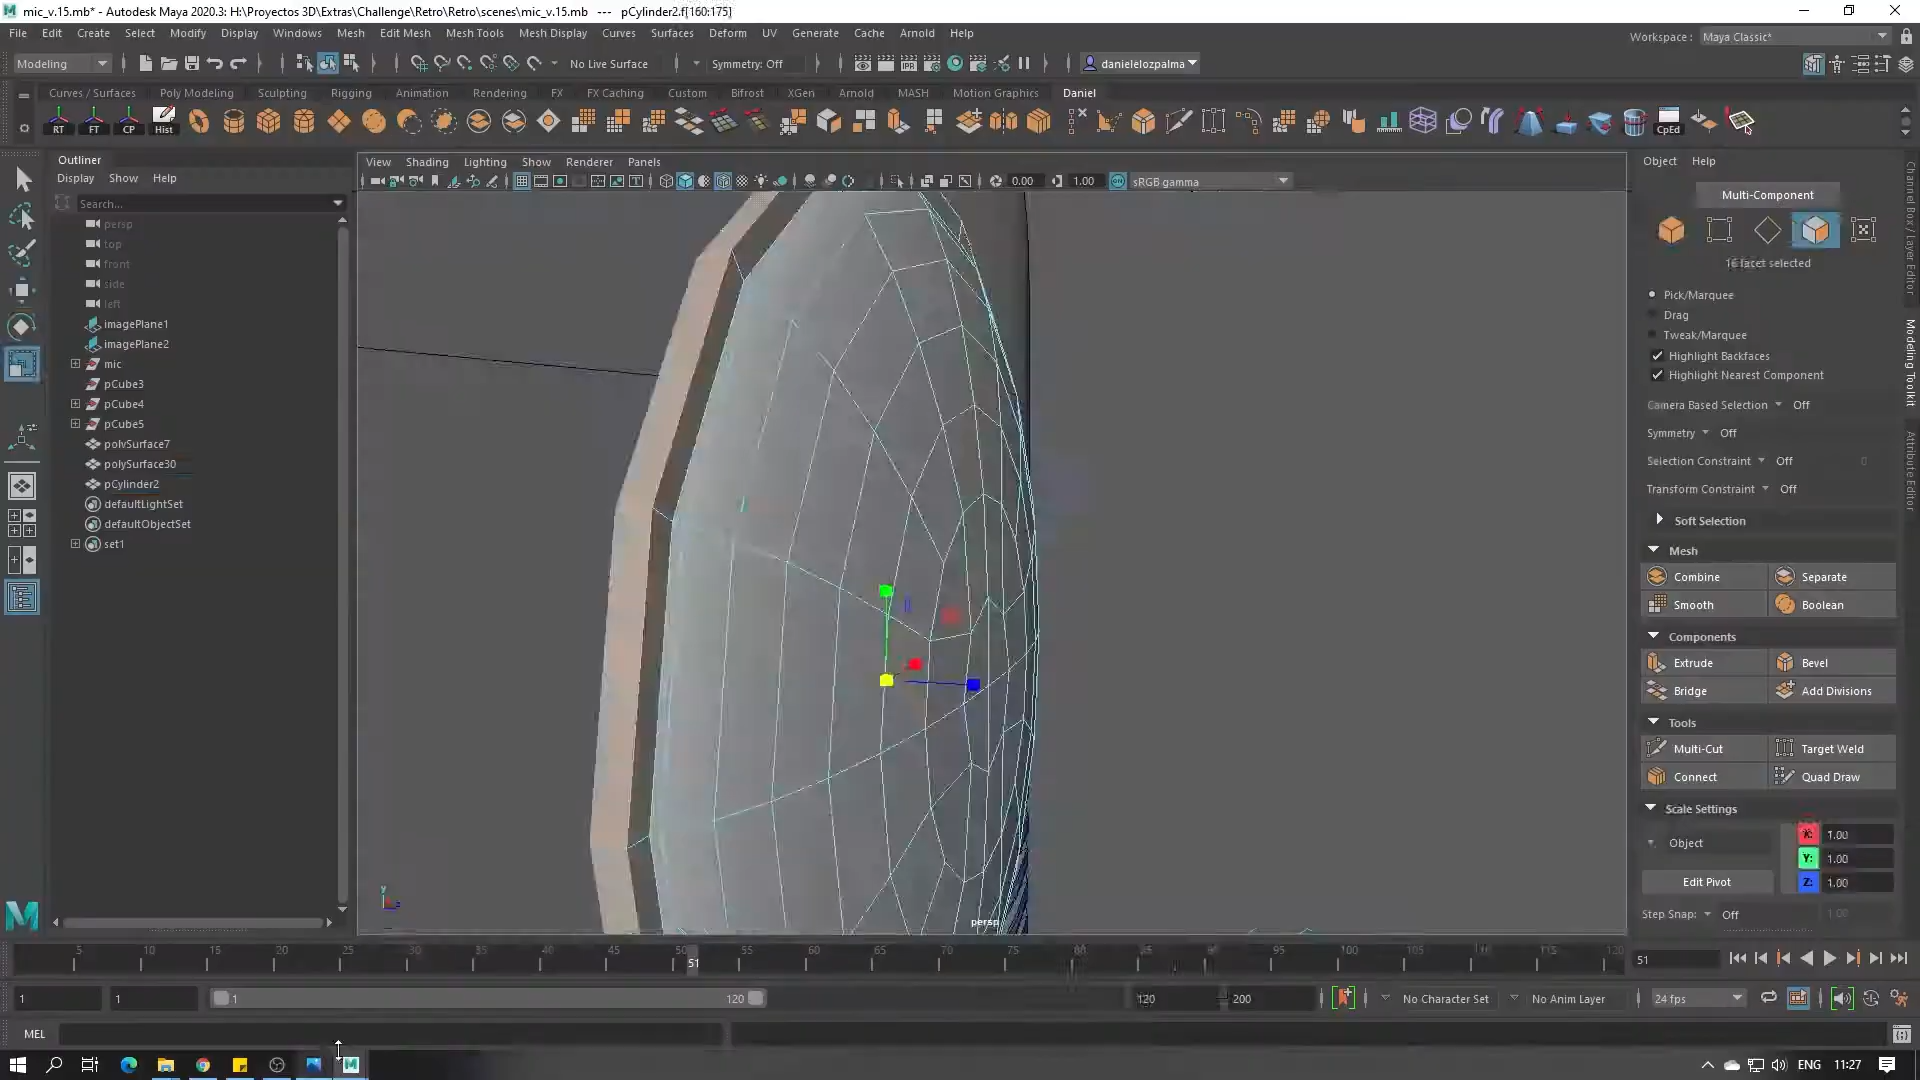 mic_v.15.mb* - Autodesk Maya 2020.3: H:\Proyectos 3D\Extras\Challenge\Retro\Retro\scenes\mic_v.15.mb --- pCylinder2.f[160:175]
File Edit Create Select Modify Display Windows Mesh Edit Mesh Mesh Tools Mesh Display Curves Surfaces Deform UV Generate Cache Arnold Help
Workspace : Maya Classic*
Modeling No Live Surface Symmetry: Off danielelozpalma
Curves / Surfaces Poly Modeling Sculpting Rigging Animation Rendering FX FX Caching Custom Bifrost XGen Arnold MASH Motion Graphics Daniel
RT FT CP Hist CpEd
Outliner
Display Show Help
Search...
persp
top
front
side
left
imagePlane1
imagePlane2
mic
pCube3
pCube4
pCube5
polySurface7
polySurface30
pCylinder2
defaultLightSet
defaultObjectSet
set1
View Shading Lighting Show Renderer Panels
0.00 1.00 sRGB gamma
persp
Object Help
Multi-Component
16 facet selected
Pick/Marquee
Drag
Tweak/Marquee
Highlight Backfaces
Highlight Nearest Component
Camera Based Selection Off
Symmetry Off
Selection Constraint Off 0
Transform Constraint Off
Soft Selection
Mesh
Combine Separate
Smooth Boolean
Components
Extrude Bevel
Bridge Add Divisions
Tools
Multi-Cut Target Weld
Connect Quad Draw
Scale Settings
Object X: 1.00
Y: 1.00
Edit Pivot Z: 1.00
Step Snap: Off 1.00
Channel Box / Layer Editor
Modeling Toolkit
Attribute Editor
5 10 15 20 25 30 35 40 45 50 55 60 65 70 75 80 85 90 95 100 105 110 115 120
51 51
1 1 1 120 120 200 No Character Set No Anim Layer 24 fps
MEL
ENG 11:27